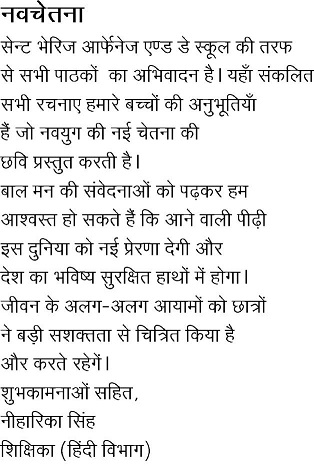 नवचेतना
सेन्ट भेरिज आर्फेनेज एण्ड डे स्कूल की तरफ
से सभी पाठकों का अभिवादन है। यहाँ संकलित
सभी रचनाए हमारे बच्चों की अनुभूतियाँ
हैं जो नवयुग की नई चेतना की
छवि प्रस्तुत करती है।
बाल मन की संवेदनाओं को पढ़कर हम
आश्वस्त हो सकते हैं कि आने वाली पीढ़ी
इस दुनिया को नई प्रेरणा देगी और
देश का भविष्य सुरक्षित हाथों में होगा।
जीवन के अलग-अलग आयामों को छात्रों
ने बड़ी सशक्तता से चित्रित किया है
और करते रहेगें।
शुभकामनाओं सहित,
नीहारिका सिंह
शिक्षिका (हिंदी विभाग)